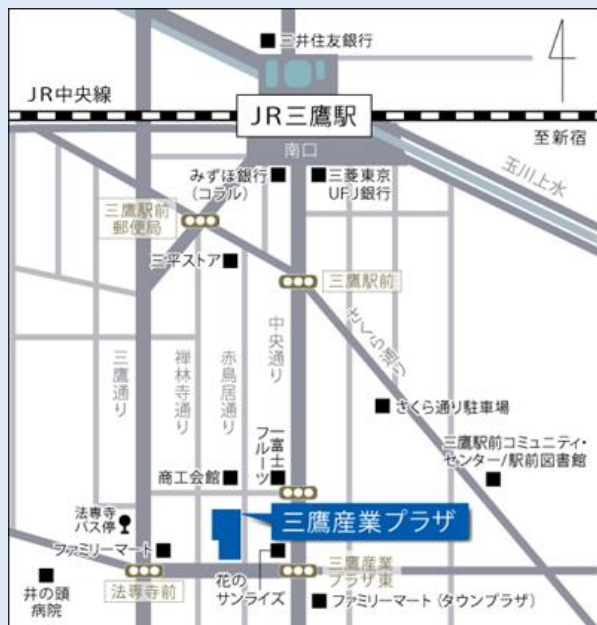 三井住友銀行
JR中央線
JR三鷹駅
至新宿
南口
玉川上水
みずほ銀行
(コラル)
三菱東京
UFJ銀行
三鷹駅前
郵便局
三平ストア
三鷹駅前
さくら通り
中央通り
赤鳥居通り
禅林寺通り
三鷹通り
さくら通り駐車場
一富士
フルーツ
三鷹駅前コミュニティ・
センター/駅前図書館
商工会館
三鷹産業プラザ
法専寺
バス停
ファミリーマート
花の
サンライズ
三鷹産業
プラザ東
井の頭
病院
法専寺前
ファミリーマート(タウンプラザ)